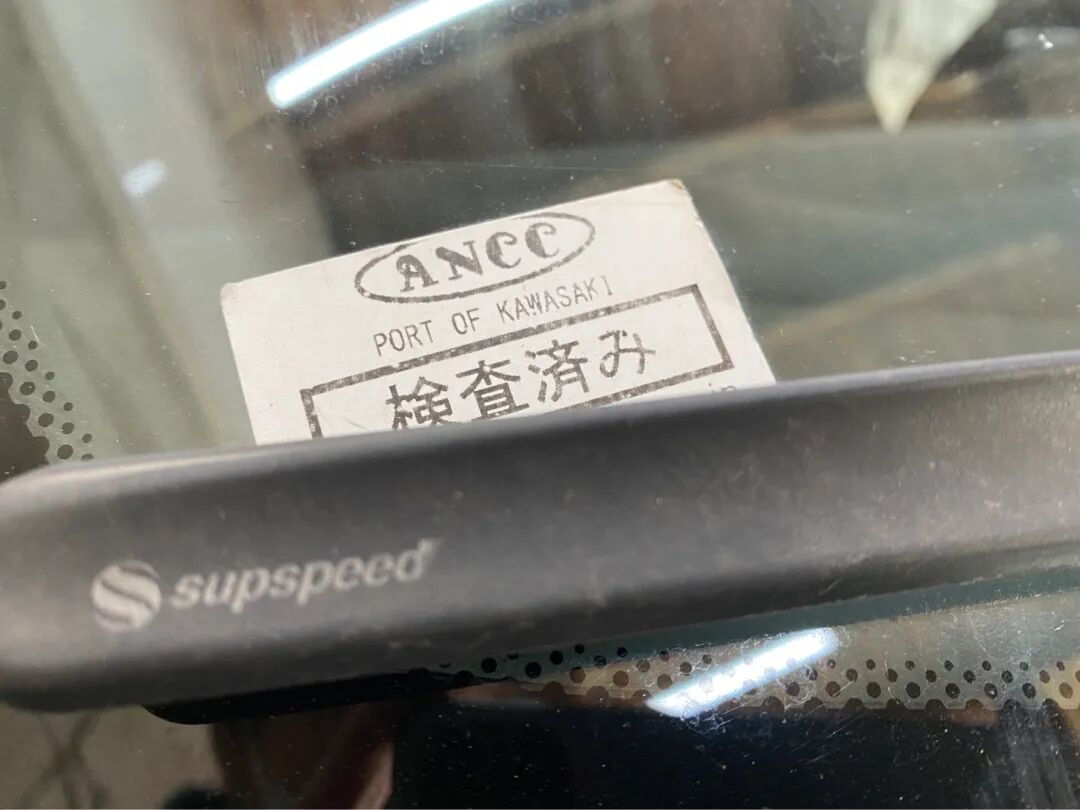 ANCC
PORT OF KAWASAKI
検査済み
supspeed